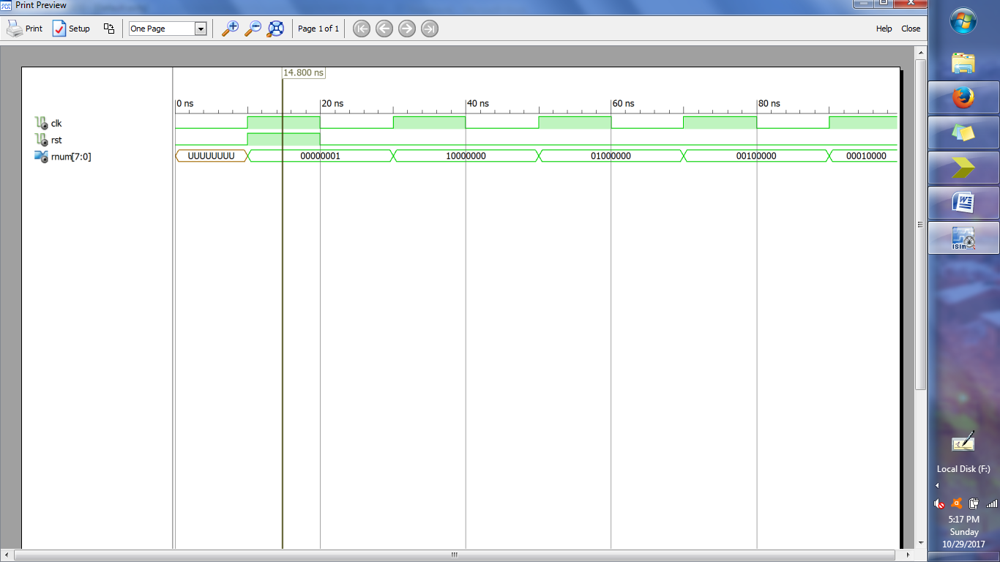 Print Preview
Print Setup One Page Page 1 of 1 Help Close
14.800 ns
0 ns 20 ns 40 ns 60 ns 80 ns
clk
rst
rnum[7:0] UUUUUUUU 00000001 10000000 01000000 00100000 00010000
ISim
Local Disk (F:)
5:17 PM
Sunday
10/29/2017